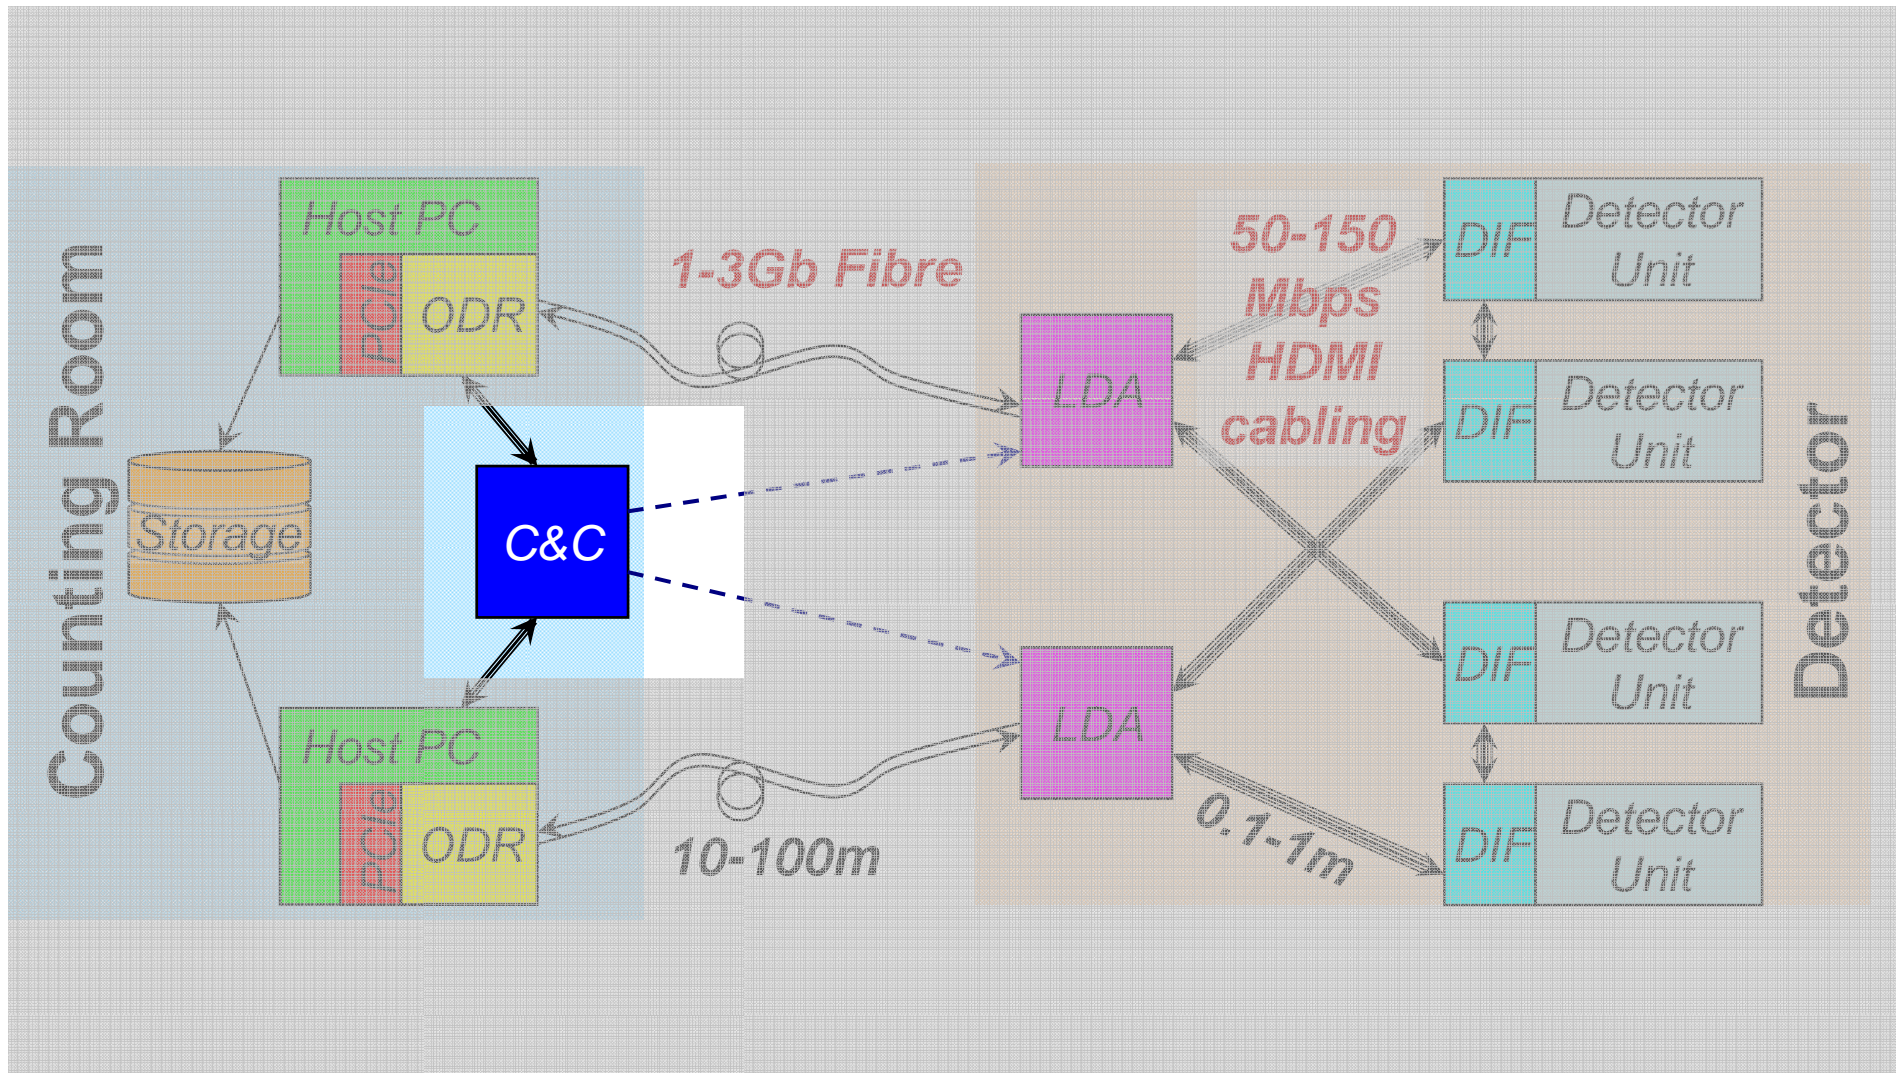 Counting Room
Host PC
PCIe
ODR
Storage
C&C
Host PC
PCIe
ODR
1-3Gb Fibre
10-100m
LDA
LDA
50-150
Mbps
HDMI
cabling
0.1-1m
DIF
Detector
Unit
DIF
Detector
Unit
DIF
Detector
Unit
DIF
Detector
Unit
Detector